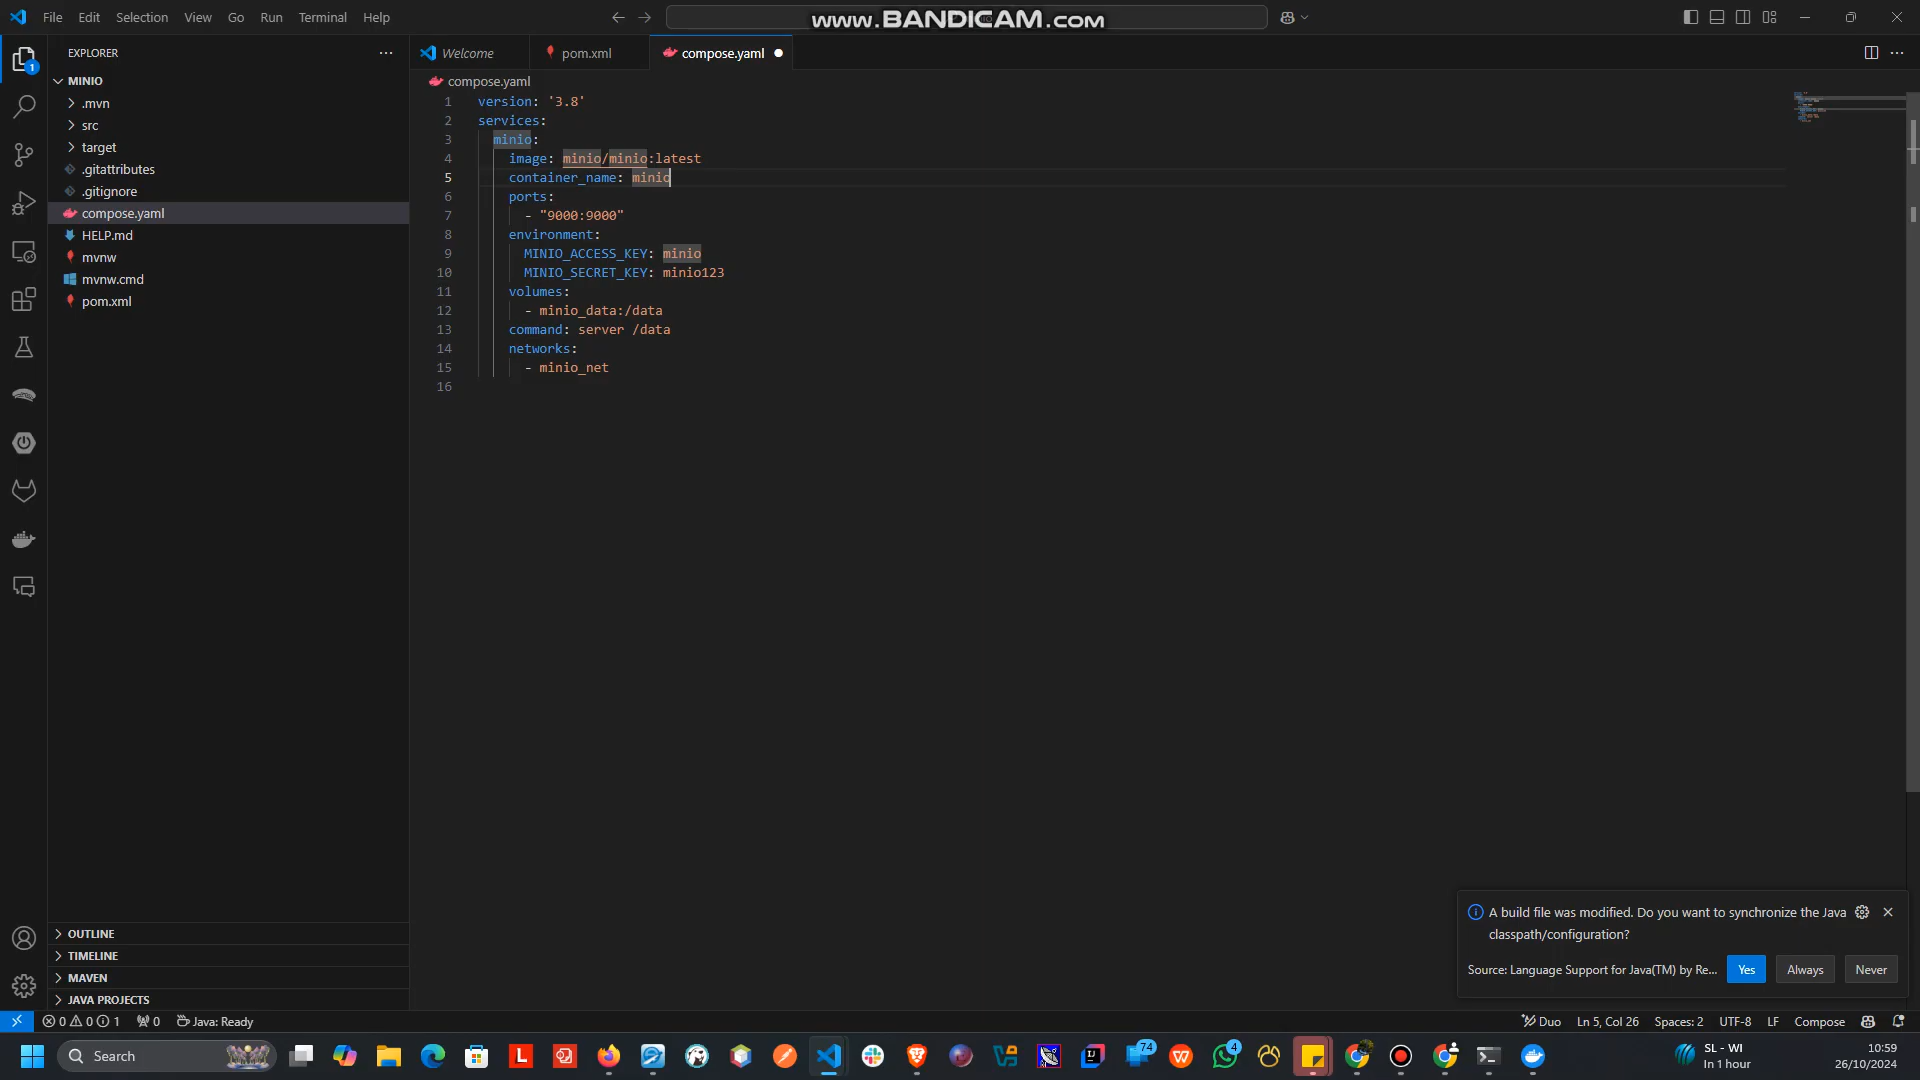 File Edit Selection View Go Run Terminal Help
www.BANDICAM.com
EXPLORER
Welcome
pom.xml
compose.yaml
MINIO
.mvn
src
target
.gitattributes
.gitignore
compose.yaml
HELP.md
mvnw
mvnw.cmd
pom.xml
compose.yaml
1 version: '3.8'
2 services:
3 minio:
4 image: minio/minio:latest
5 container_name: minio
6 ports:
7 - "9000:9000"
8 environment:
9 MINIO_ACCESS_KEY: minio
10 MINIO_SECRET_KEY: minio123
11 volumes:
12 - minio_data:/data
13 command: server /data
14 networks:
15 - minio_net
16
A build file was modified. Do you want to synchronize the Java
classpath/configuration?
Source: Language Support for Java(TM) by Re...
Yes
Always
Never
OUTLINE
TIMELINE
MAVEN
JAVA PROJECTS
0 0 1 0 Java: Ready
Duo Ln 5, Col 26 Spaces: 2 UTF-8 LF Compose
Search
74
4
SL - WI
In 1 hour
10:59
26/10/2024